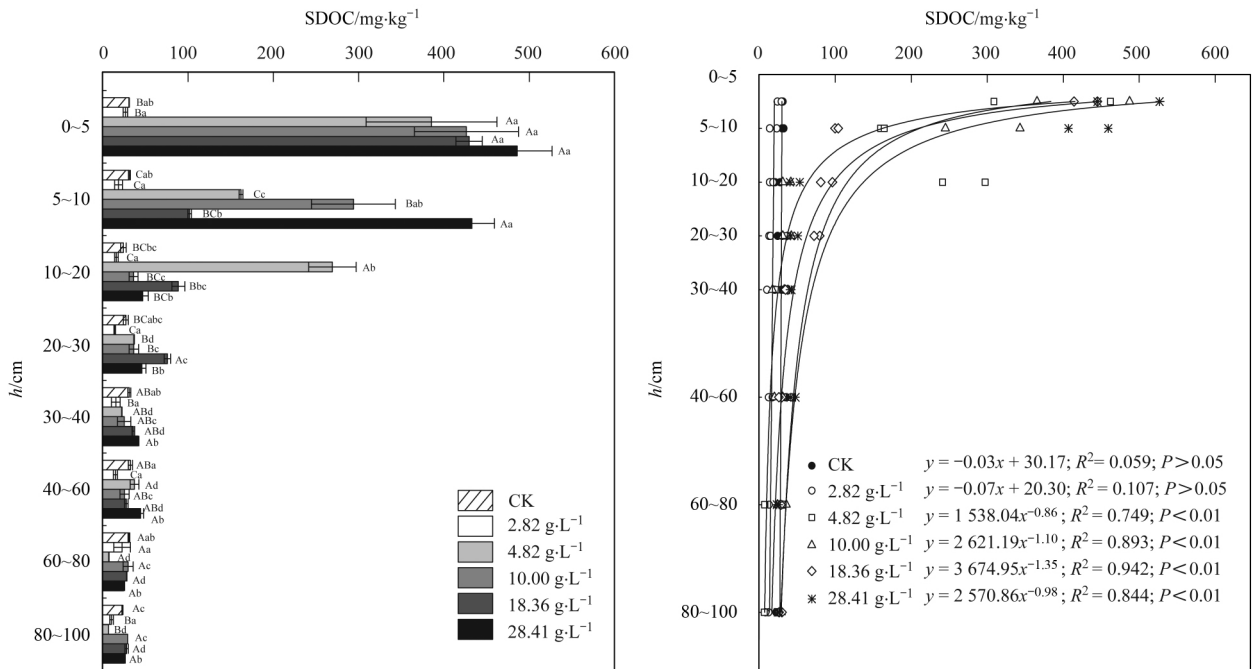 SDOC/mg·kg⁻¹
0 100 200 300 400 500 600
h/cm
0~5
Bab
Ba
Aa
Aa
Aa
Aa
5~10
Cab
Ca
Cc
Bab
BCb
Aa
10~20
BCbc
Ca
Ab
BCc
Bbc
BCb
20~30
BCabc
Ca
Bd
Bc
Ac
Bb
30~40
ABab
Ba
ABd
ABc
ABd
Ab
40~60
ABa
Ca
Ad
ABc
ABd
Ab
60~80
Aab
Aa
Ad
Ac
Ad
Ab
80~100
Ac
Ba
Bd
Ac
Ad
Ab
CK
2.82 g·L⁻¹
4.82 g·L⁻¹
10.00 g·L⁻¹
18.36 g·L⁻¹
28.41 g·L⁻¹
SDOC/mg·kg⁻¹
0 100 200 300 400 500 600
h/cm
0~5
5~10
10~20
20~30
30~40
40~60
60~80
80~100
CK y = −0.03x + 30.17; R² = 0.059; P > 0.05
2.82 g·L⁻¹ y = −0.07x + 20.30; R² = 0.107; P > 0.05
4.82 g·L⁻¹ y = 1 538.04x⁻⁰·⁸⁶; R² = 0.749; P < 0.01
10.00 g·L⁻¹ y = 2 621.19x⁻¹·¹⁰; R² = 0.893; P < 0.01
18.36 g·L⁻¹ y = 3 674.95x⁻¹·³⁵; R² = 0.942; P < 0.01
28.41 g·L⁻¹ y = 2 570.86x⁻⁰·⁹⁸; R² = 0.844; P < 0.01